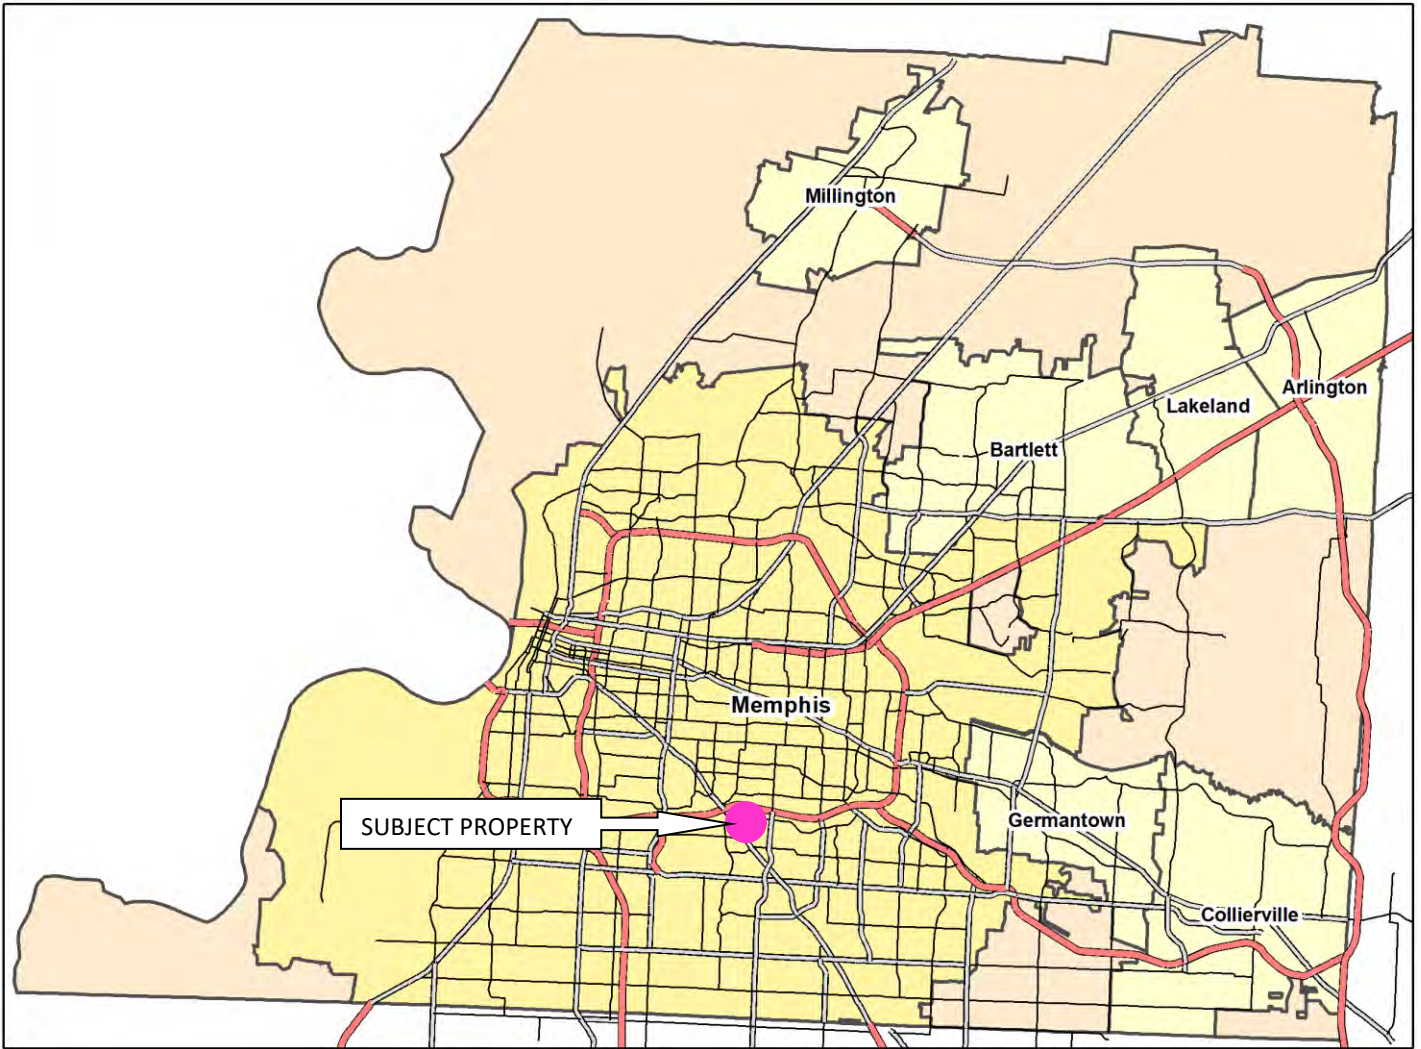 Millington
Arlington
Lakeland
Bartlett
Memphis
SUBJECT PROPERTY
Germantown
Collierville